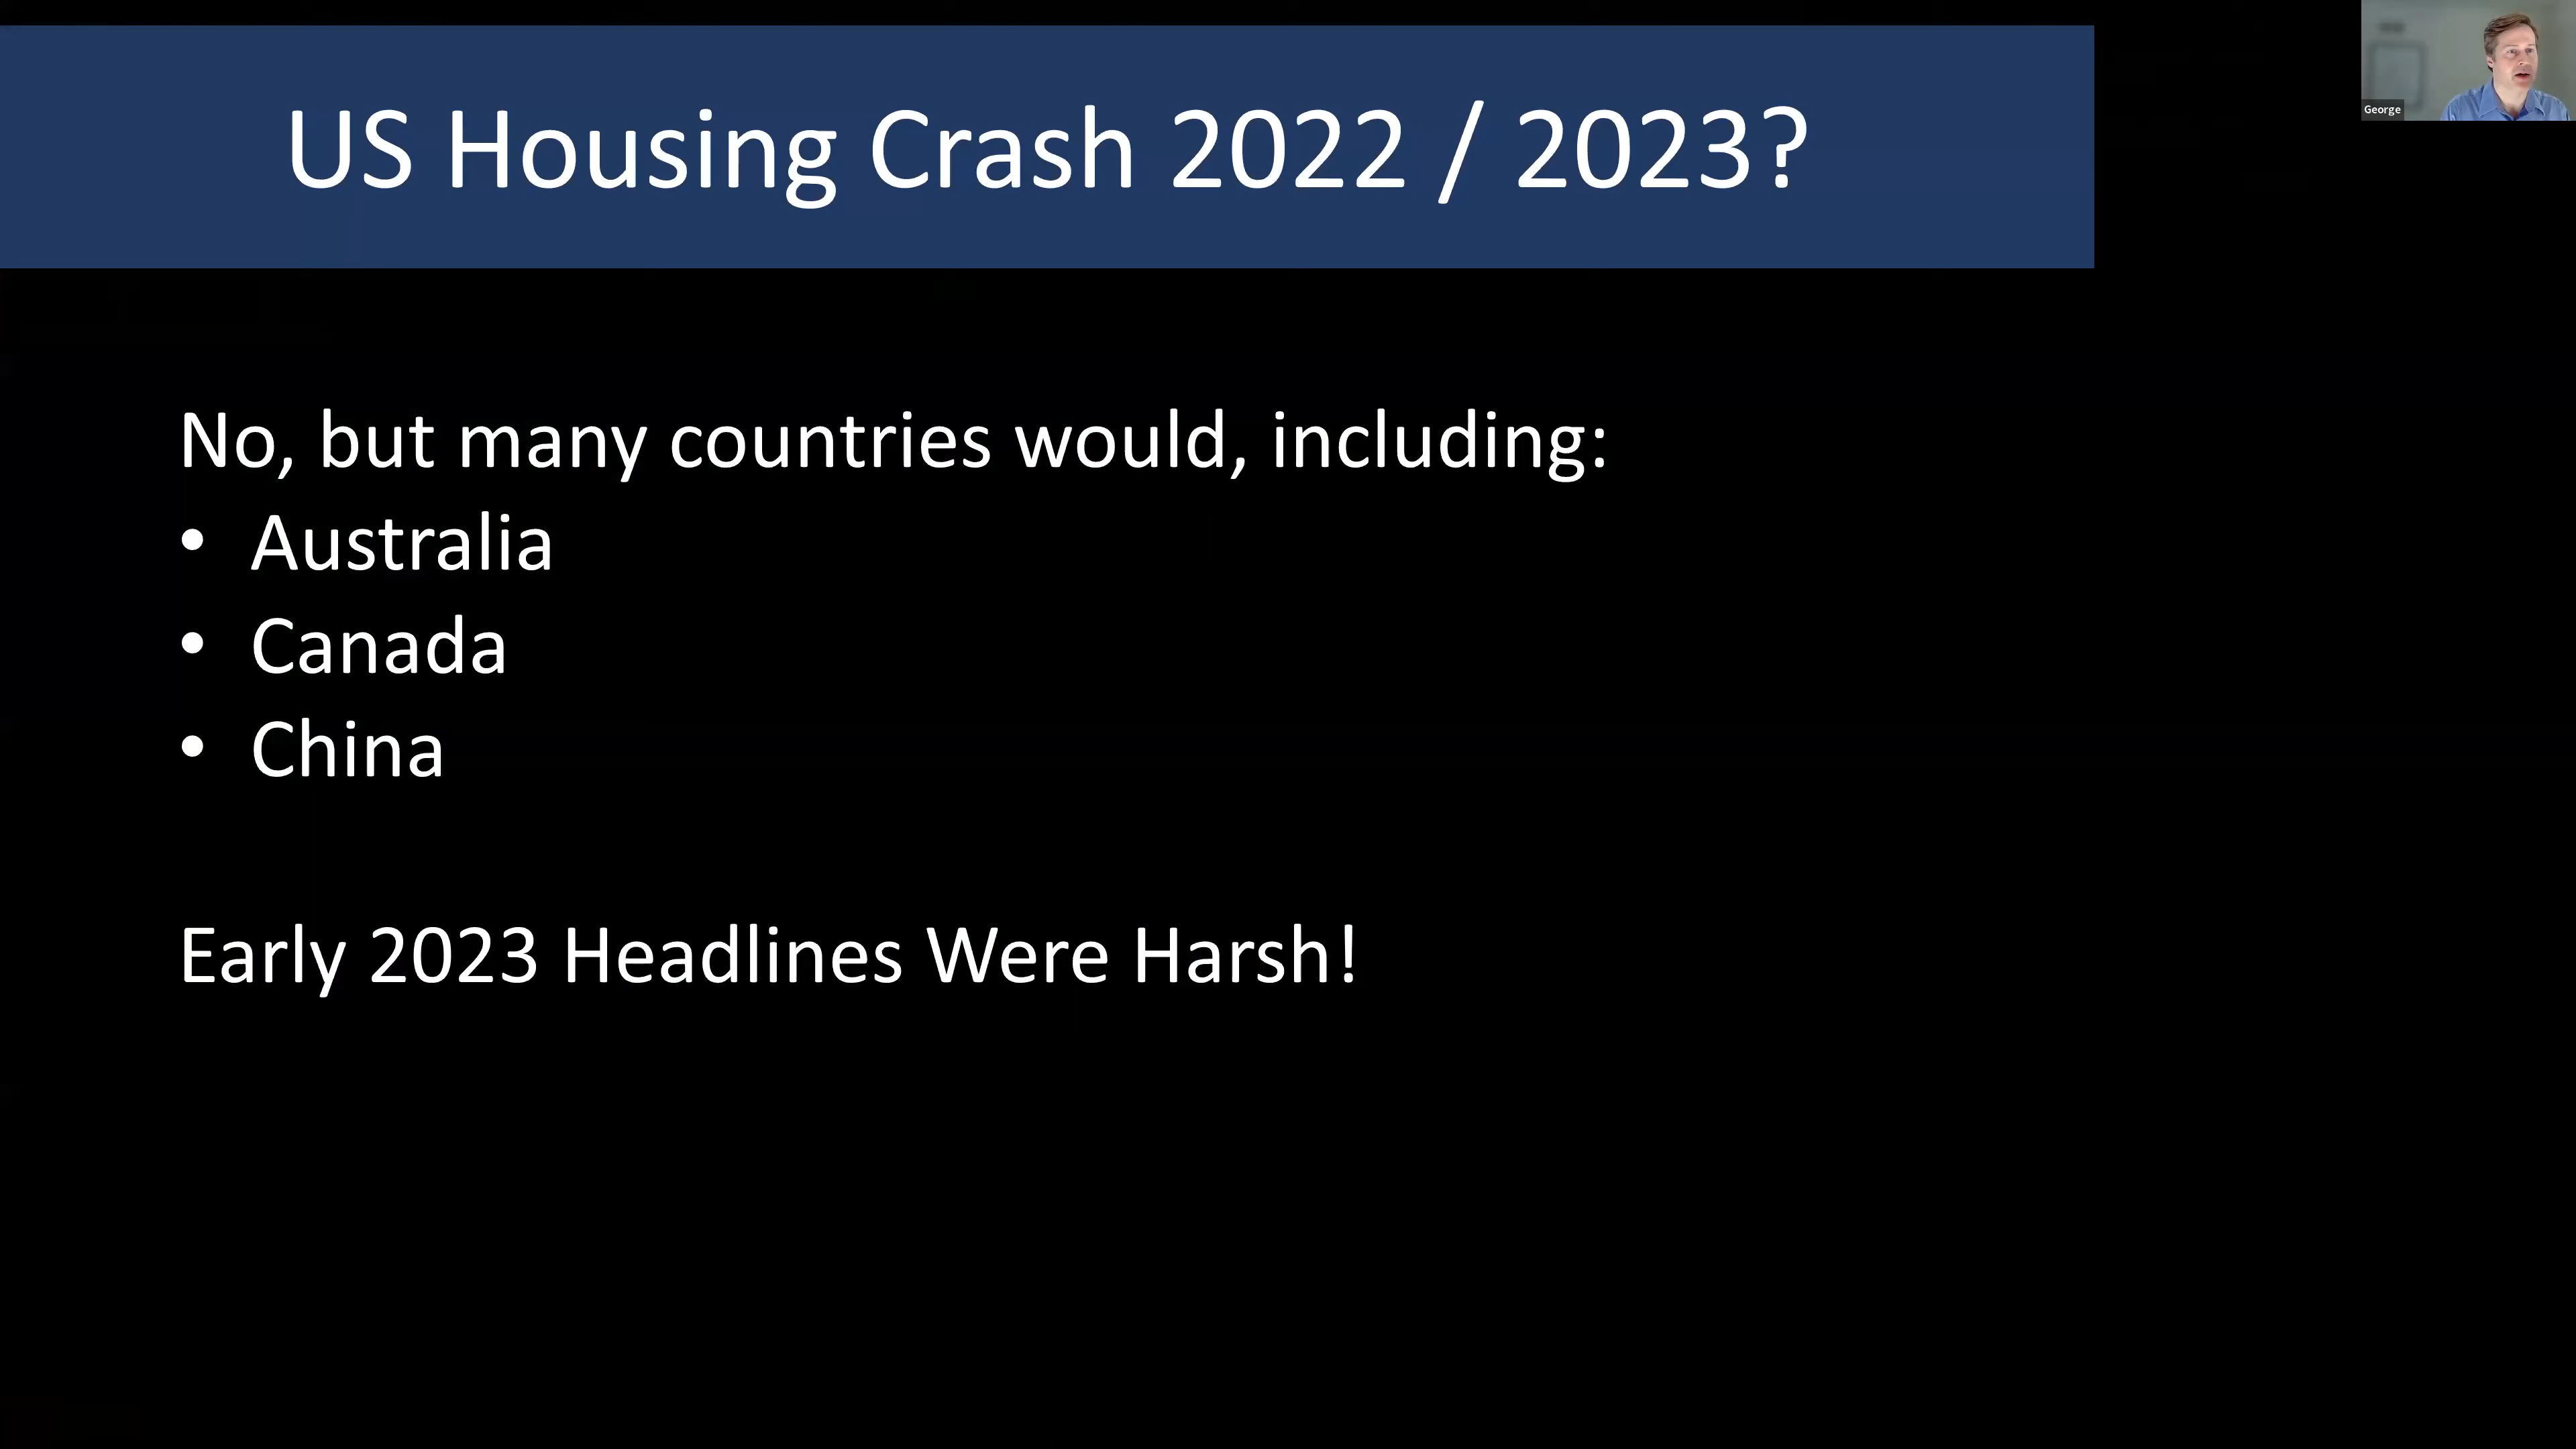 US Housing Crash 2022 / 2023?
George
No, but many countries would, including:
• Australia
• Canada
• China
Early 2023 Headlines Were Harsh!